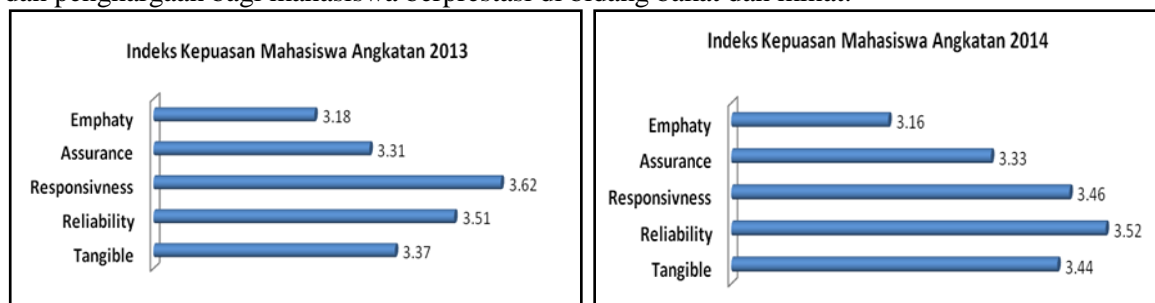 dan penghargaan bagi mahasiswa berprestasi di bidang bakat dan minat.
Indeks Kepuasan Mahasiswa Angkatan 2013
Emphaty 3.18
Assurance 3.31
Responsivness 3.62
Reliability 3.51
Tangible 3.37
Indeks Kepuasan Mahasiswa Angkatan 2014
Emphaty 3.16
Assurance 3.33
Responsivness 3.46
Reliability 3.52
Tangible 3.44